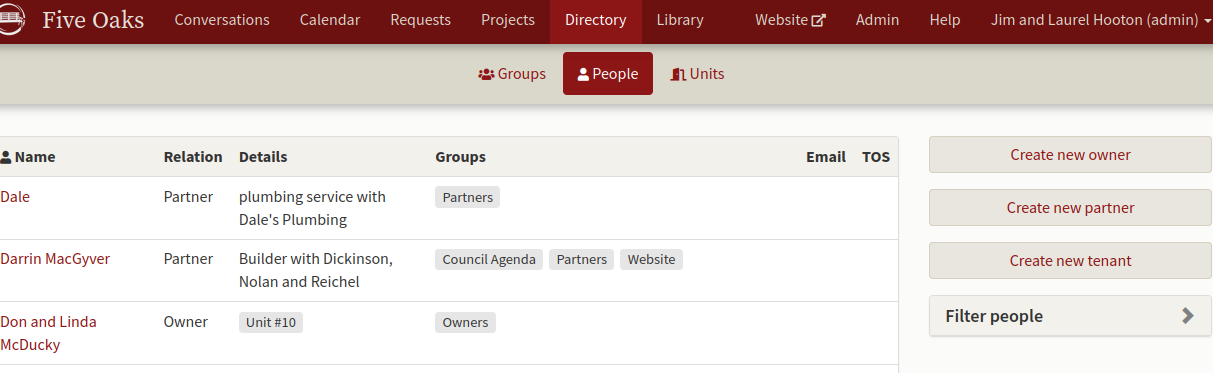 Five Oaks Conversations Calendar Requests Projects Directory Library Website Admin Help Jim and Laurel Hooton (admin)
Groups People Units
Name Relation Details Groups Email TOS
Dale Partner plumbing service with Dale's Plumbing Partners
Darrin MacGyver Partner Builder with Dickinson, Nolan and Reichel Council Agenda Partners Website
Don and Linda McDucky Owner Unit #10 Owners
Create new owner
Create new partner
Create new tenant
Filter people